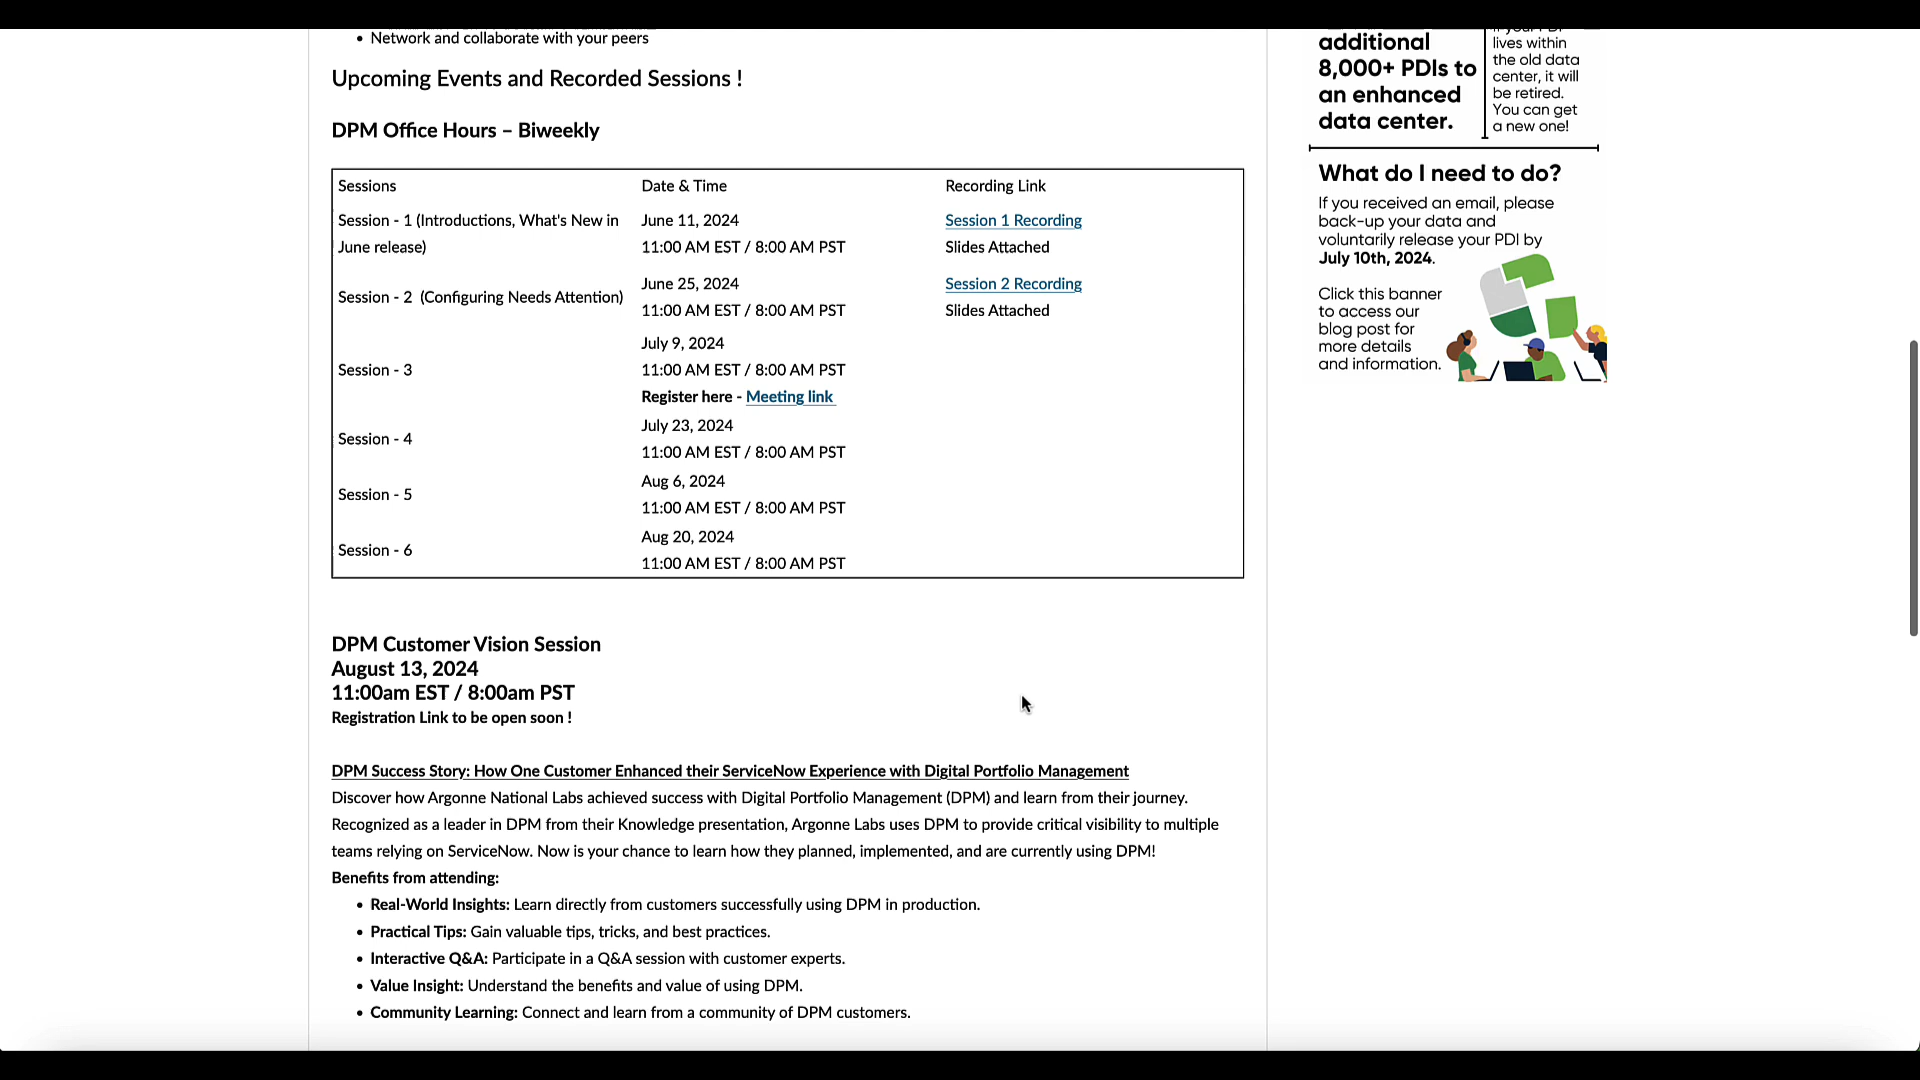 Network and collaborate with your peers
Upcoming Events and Recorded Sessions !
DPM Office Hours – Biweekly
Sessions Date & Time Recording Link
Session - 1 (Introductions, What's New in June release)
June 11, 2024
11:00 AM EST / 8:00 AM PST
Session 1 Recording
Slides Attached
Session - 2 (Configuring Needs Attention)
June 25, 2024
11:00 AM EST / 8:00 AM PST
Session 2 Recording
Slides Attached
Session - 3
July 9, 2024
11:00 AM EST / 8:00 AM PST
Register here - Meeting link
Session - 4
July 23, 2024
11:00 AM EST / 8:00 AM PST
Session - 5
Aug 6, 2024
11:00 AM EST / 8:00 AM PST
Session - 6
Aug 20, 2024
11:00 AM EST / 8:00 AM PST
DPM Customer Vision Session
August 13, 2024
11:00am EST / 8:00am PST
Registration Link to be open soon !
DPM Success Story: How One Customer Enhanced their ServiceNow Experience with Digital Portfolio Management
Discover how Argonne National Labs achieved success with Digital Portfolio Management (DPM) and learn from their journey.
Recognized as a leader in DPM from their Knowledge presentation, Argonne Labs uses DPM to provide critical visibility to multiple
teams relying on ServiceNow. Now is your chance to learn how they planned, implemented, and are currently using DPM!
Benefits from attending:
Real-World Insights: Learn directly from customers successfully using DPM in production.
Practical Tips: Gain valuable tips, tricks, and best practices.
Interactive Q&A: Participate in a Q&A session with customer experts.
Value Insight: Understand the benefits and value of using DPM.
Community Learning: Connect and learn from a community of DPM customers.
additional
8,000+ PDIs to
an enhanced
data center.
lives within
the old data
center, it will
be retired.
You can get
a new one!
What do I need to do?
If you received an email, please
back-up your data and
voluntarily release your PDI by
July 10th, 2024.
Click this banner
to access our
blog post for
more details
and information.